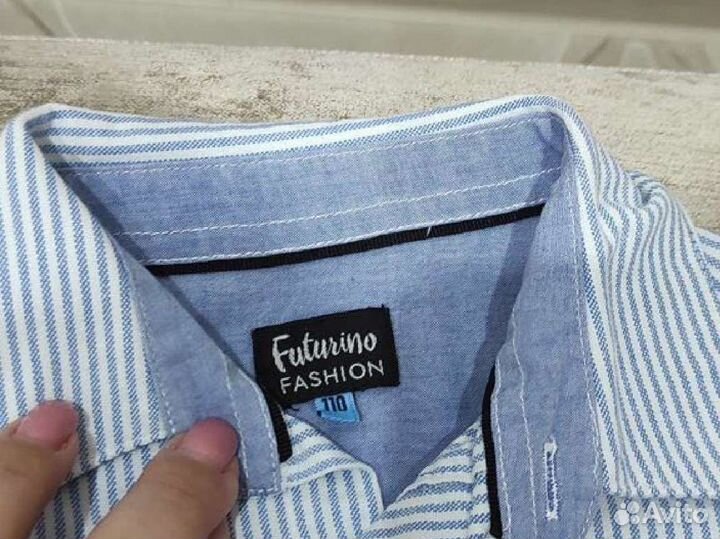 Futurino
FASHION
110
Avito